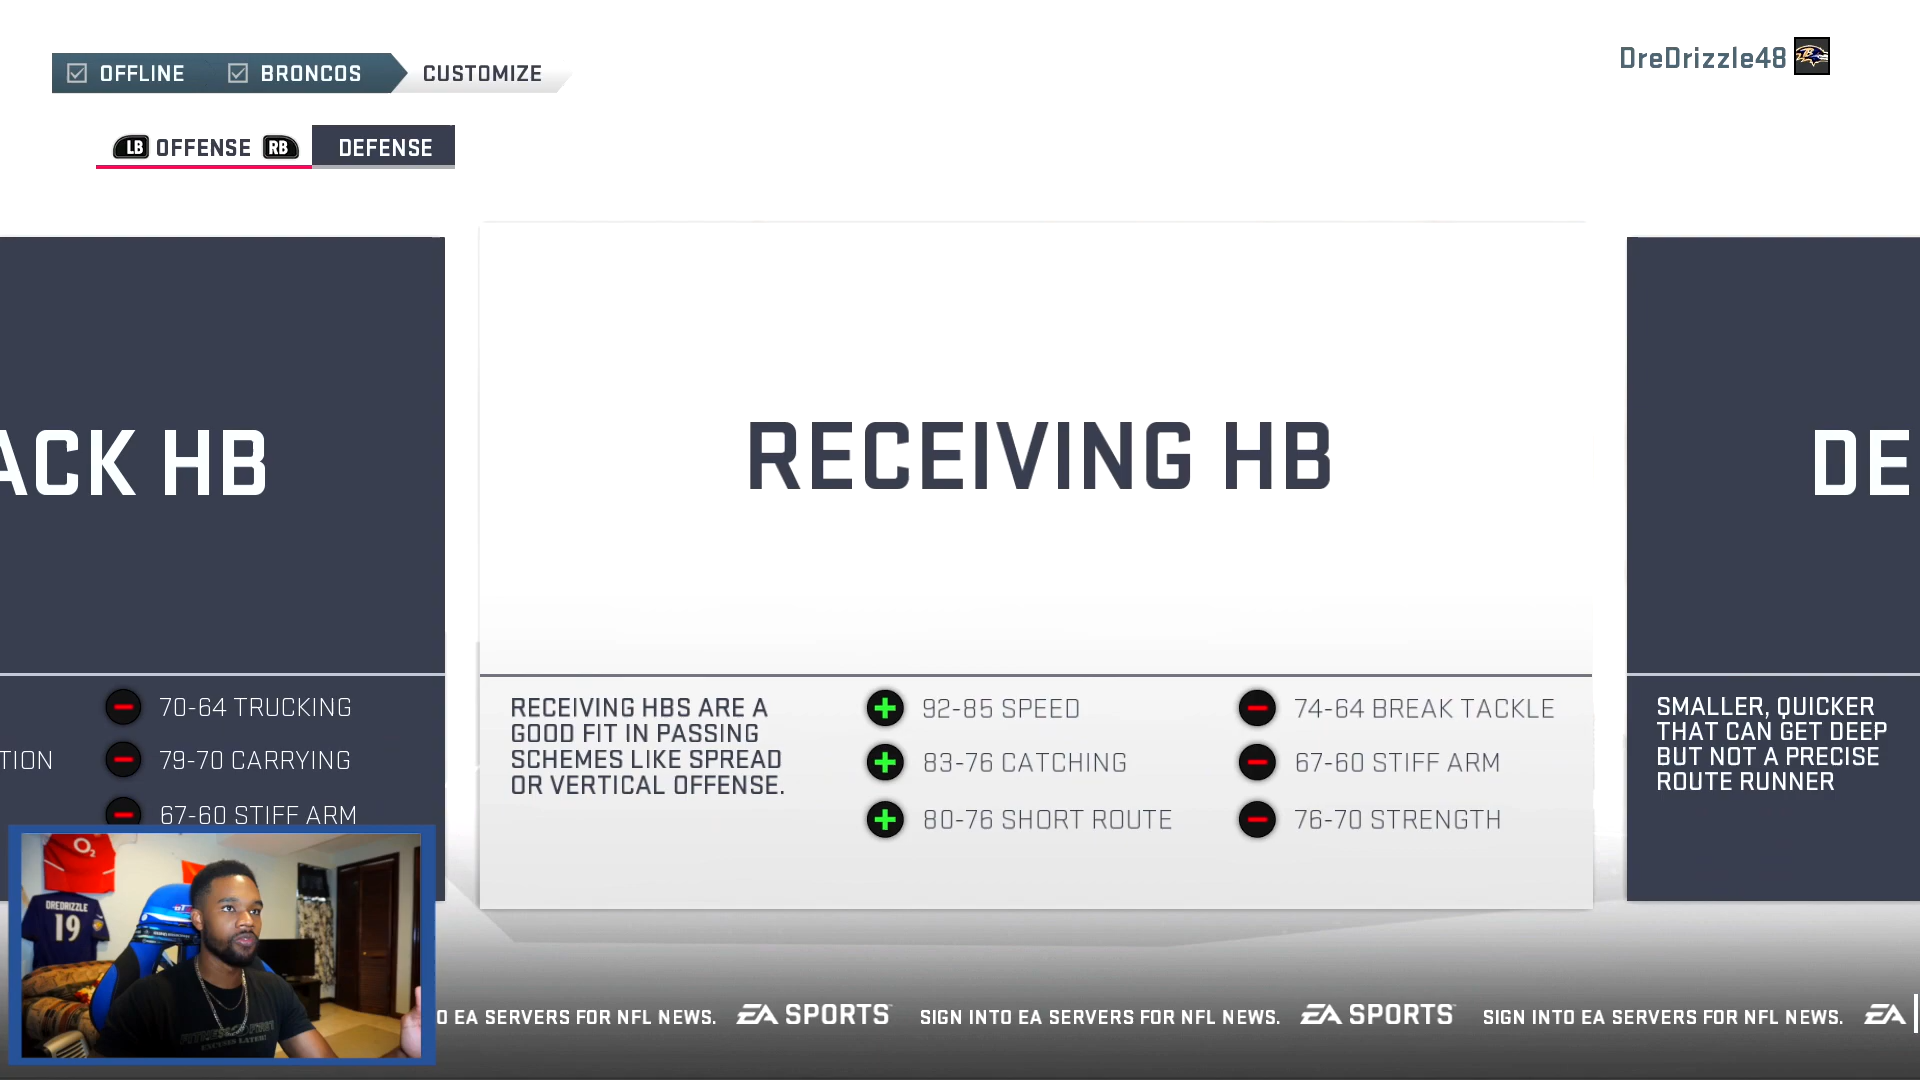 OFFLINE
BRONCOS
CUSTOMIZE
DreDrizzle48
LB OFFENSE RB
DEFENSE
ACK HB
70-64 TRUCKING
TION
79-70 CARRYING
67-60 STIFF ARM
RECEIVING HB
RECEIVING HBS ARE A
GOOD FIT IN PASSING
SCHEMES LIKE SPREAD
OR VERTICAL OFFENSE.
92-85 SPEED
83-76 CATCHING
80-76 SHORT ROUTE
74-64 BREAK TACKLE
67-60 STIFF ARM
76-70 STRENGTH
DE
SMALLER, QUICKER
THAT CAN GET DEEP
BUT NOT A PRECISE
ROUTE RUNNER
O2
DREDRIZZLE
19
O EA SERVERS FOR NFL NEWS. EA SPORTS SIGN INTO EA SERVERS FOR NFL NEWS. EA SPORTS SIGN INTO EA SERVERS FOR NFL NEWS. EA